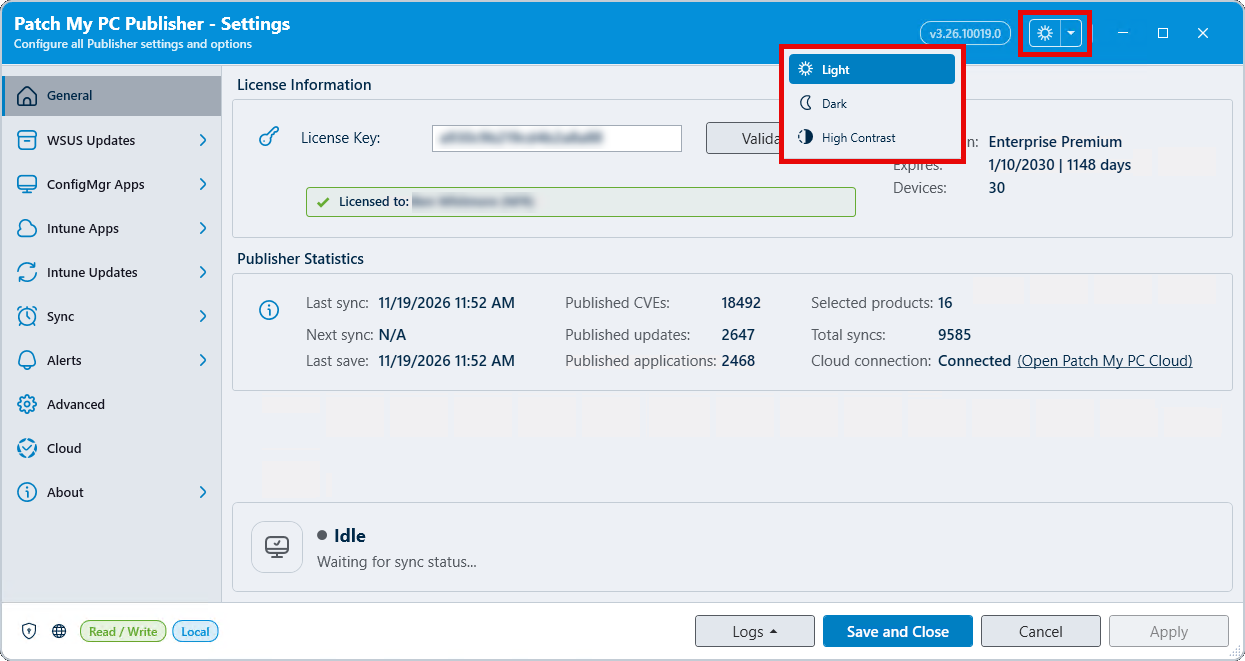 Patch My PC Publisher - Settings
Configure all Publisher settings and options
v3.26.10019.0
Light
Dark
High Contrast
General
WSUS Updates
ConfigMgr Apps
Intune Apps
Intune Updates
Sync
Alerts
Advanced
Cloud
About
License Information
License Key:
Valida
n: Enterprise Premium
Expires: 1/10/2030 | 1148 days
Devices: 30
Licensed to:
Publisher Statistics
Last sync: 11/19/2026 11:52 AM Published CVEs: 18492 Selected products: 16
Next sync: N/A Published updates: 2647 Total syncs: 9585
Last save: 11/19/2026 11:52 AM Published applications: 2468 Cloud connection: Connected (Open Patch My PC Cloud)
Idle
Waiting for sync status...
Read / Write Local Logs Save and Close Cancel Apply